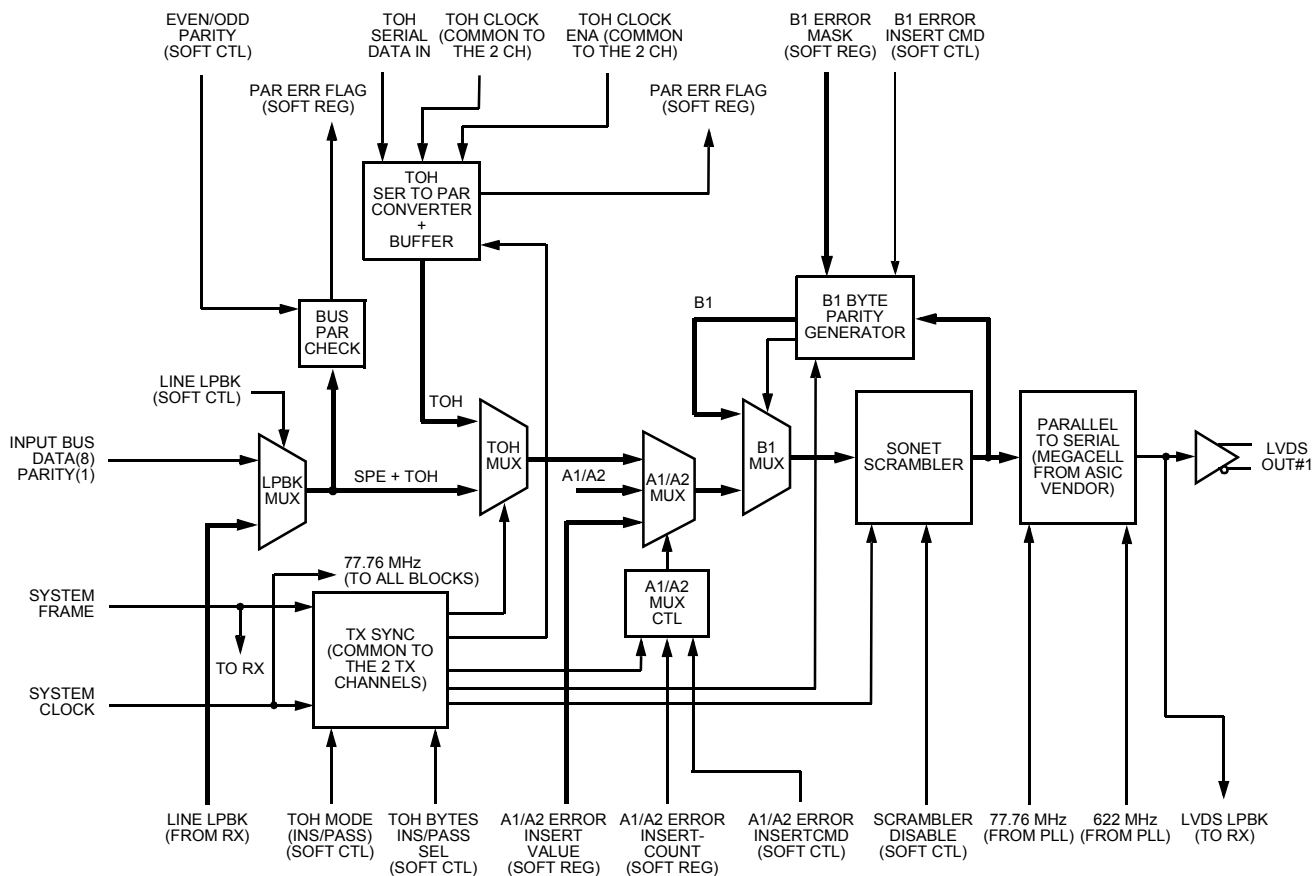 EVEN/ODD
PARITY
(SOFT CTL)
TOH
SERIAL
DATA IN
TOH CLOCK
(COMMON TO
THE 2 CH)
TOH CLOCK
ENA (COMMON
TO THE 2 CH)
B1 ERROR
MASK
(SOFT REG)
B1 ERROR
INSERT CMD
(SOFT CTL)
PAR ERR FLAG
(SOFT REG)
PAR ERR FLAG
(SOFT REG)
TOH
SER TO PAR
CONVERTER
+
BUFFER
B1
B1 BYTE
PARITY
GENERATOR
BUS
PAR
CHECK
LINE LPBK
(SOFT CTL)
INPUT BUS
DATA(8)
PARITY(1)
LPBK
MUX
TOH
SPE + TOH
TOH
MUX
A1/A2
A1/A2
MUX
B1
MUX
SONET
SCRAMBLER
PARALLEL
TO SERIAL
(MEGACELL
FROM ASIC
VENDOR)
LVDS
OUT#1
77.76 MHz
(TO ALL BLOCKS)
A1/A2
MUX
CTL
SYSTEM
FRAME
TO RX
TX SYNC
(COMMON TO
THE 2 TX
CHANNELS)
SYSTEM
CLOCK
LINE LPBK
(FROM RX)
TOH MODE
(INS/PASS)
(SOFT CTL)
TOH BYTES
INS/PASS
SEL
(SOFT CTL)
A1/A2 ERROR
INSERT
VALUE
(SOFT REG)
A1/A2 ERROR
INSERT-
COUNT
(SOFT REG)
A1/A2 ERROR
INSERTCMD
(SOFT CTL)
SCRAMBLER
DISABLE
(SOFT CTL)
77.76 MHz
(FROM PLL)
622 MHz
(FROM PLL)
LVDS LPBK
(TO RX)